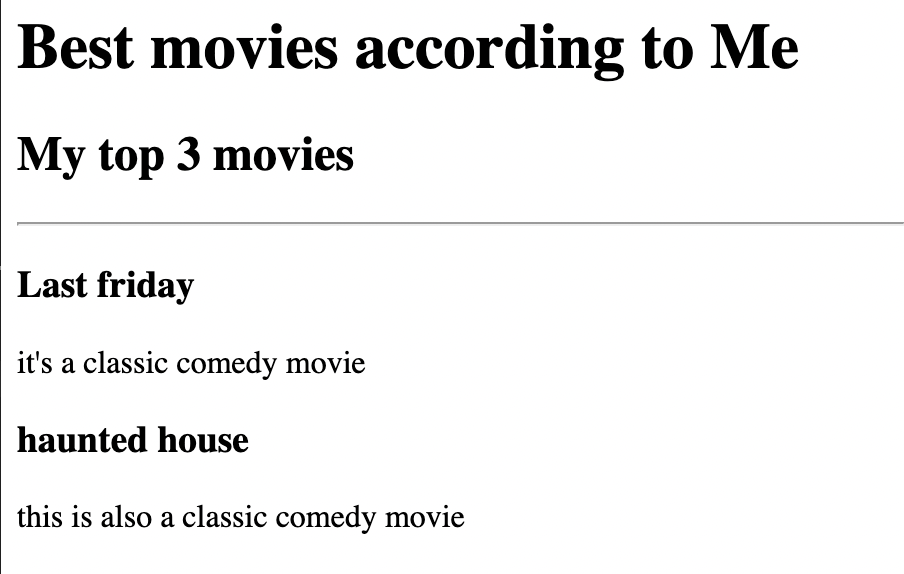 Best movies according to Me
My top 3 movies
Last friday
it's a classic comedy movie
haunted house
this is also a classic comedy movie